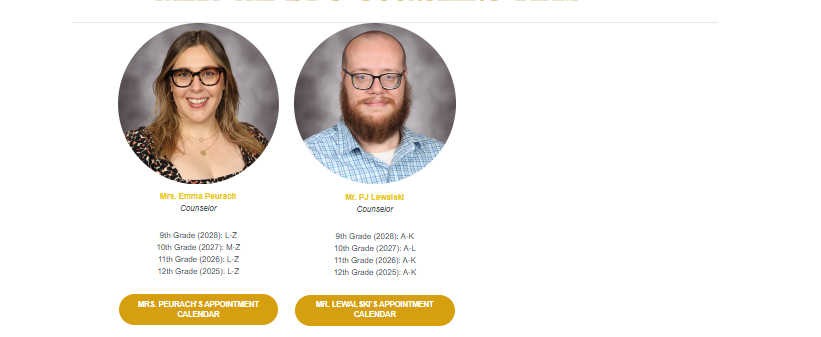 Mrs. Emma Peurach
Counselor
9th Grade (2028): L-Z
10th Grade (2027): M-Z
11th Grade (2026): L-Z
12th Grade (2025): L-Z
MRS. PEURACH'S APPOINTMENT
CALENDAR
Mr. PJ Lewalski
Counselor
9th Grade (2028): A-K
10th Grade (2027): A-L
11th Grade (2026): A-K
12th Grade (2025): A-K
MR. LEWALSKI'S APPOINTMENT
CALENDAR